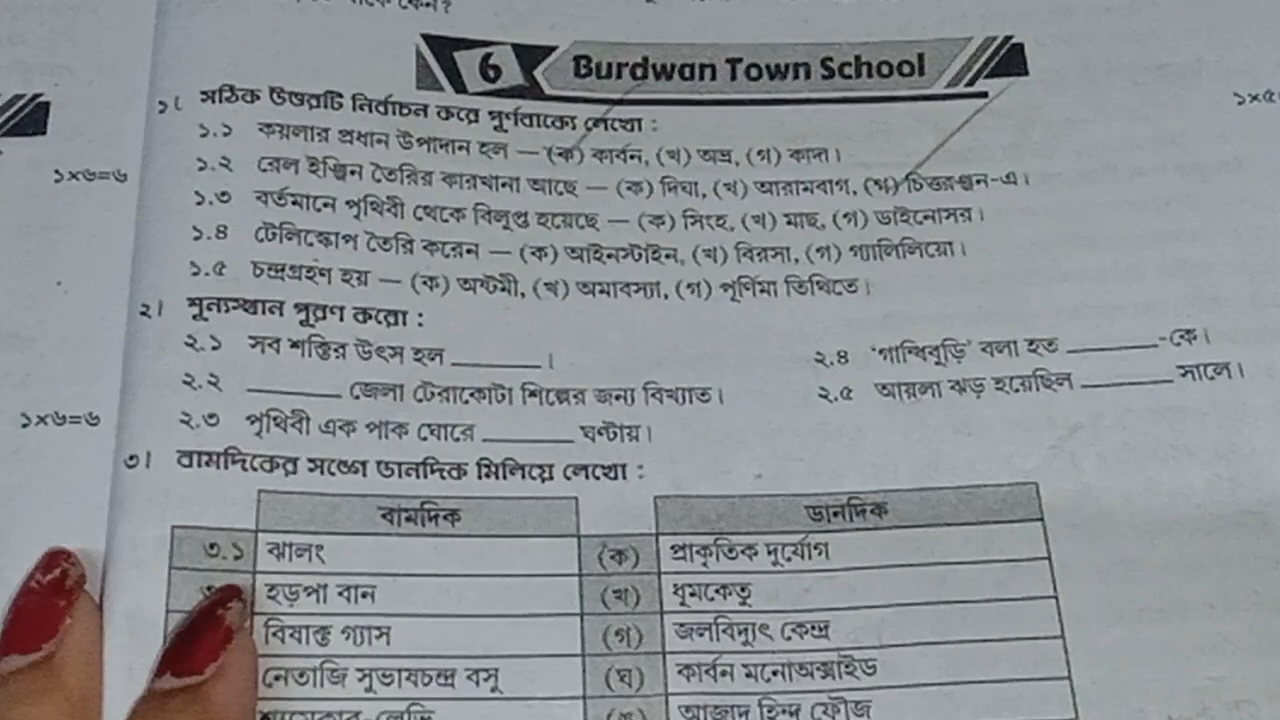 6 Burdwan Town School
১×৫
১। সঠিক উত্তরটি নির্বাচন করে পূর্ণবাক্যে লেখো :
১.১ কয়লার প্রধান উপাদান হল — (ক) কার্বন, (খ) অভ্র, (গ) কাদা।
১×৬=৬
১.২ রেল ইঞ্জিন তৈরির কারখানা আছে — (ক) দিঘা, (খ) আরামবাগ, (গ) চিত্তরঞ্জন-এ।
১.৩ বর্তমানে পৃথিবী থেকে বিলুপ্ত হয়েছে — (ক) সিংহ, (খ) মাছ, (গ) ডাইনোসর।
১.৪ টেলিস্কোপ তৈরি করেন — (ক) আইনস্টাইন, (খ) বিরসা, (গ) গ্যালিলিয়ো।
১.৫ চন্দ্রগ্রহণ হয় — (ক) অষ্টমী, (খ) অমাবস্যা, (গ) পূর্ণিমা তিথিতে।
২। শূন্যস্থান পূরণ করো :
২.১ সব শক্তির উৎস হল ______।
২.২ ______ জেলা টেরাকোটা শিল্পের জন্য বিখ্যাত।
২.৩ পৃথিবী এক পাক ঘোরে ______ ঘণ্টায়।
২.৪ 'গান্ধিবুড়ি' বলা হত ______-কে।
২.৫ আয়লা ঝড় হয়েছিল ______ সালে।
১×৬=৬
৩। বামদিকের সঙ্গে ডানদিক মিলিয়ে লেখো :
বামদিক ডানদিক
৩.১ ঝালং (ক) প্রাকৃতিক দুর্যোগ
হড়পা বান (খ) ধূমকেতু
বিষাক্ত গ্যাস (গ) জলবিদ্যুৎ কেন্দ্র
নেতাজি সুভাষচন্দ্র বসু (ঘ) কার্বন মনোঅক্সাইড
আজাদ হিন্দ ফৌজ